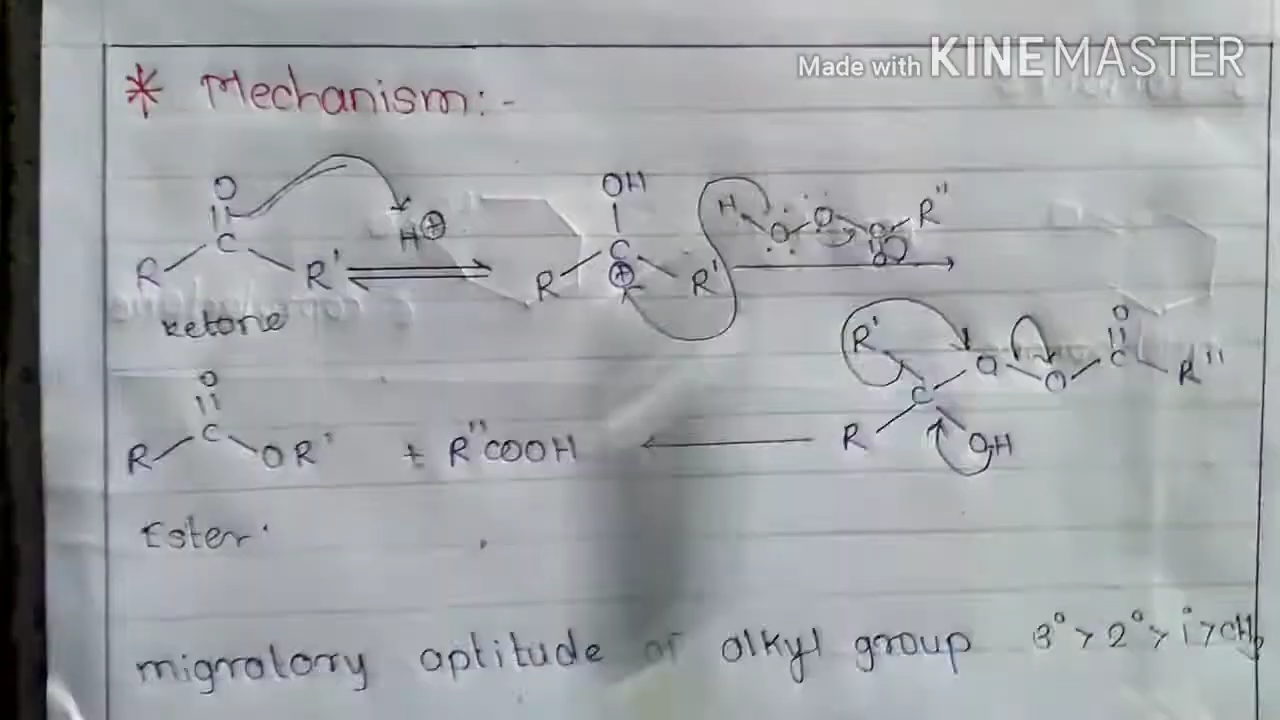 Made with KINEMASTER
* Mechanism:-
O
||
C
R R'
H⊕
ketone
OH
|
C
⊕
R R'
H O O C R"
O
R' O O C R"
O
||
C
R OH
O
||
C
R OR' + R"COOH
Ester.
migratory aptitude of alkyl group 3° > 2° > 1° > CH3